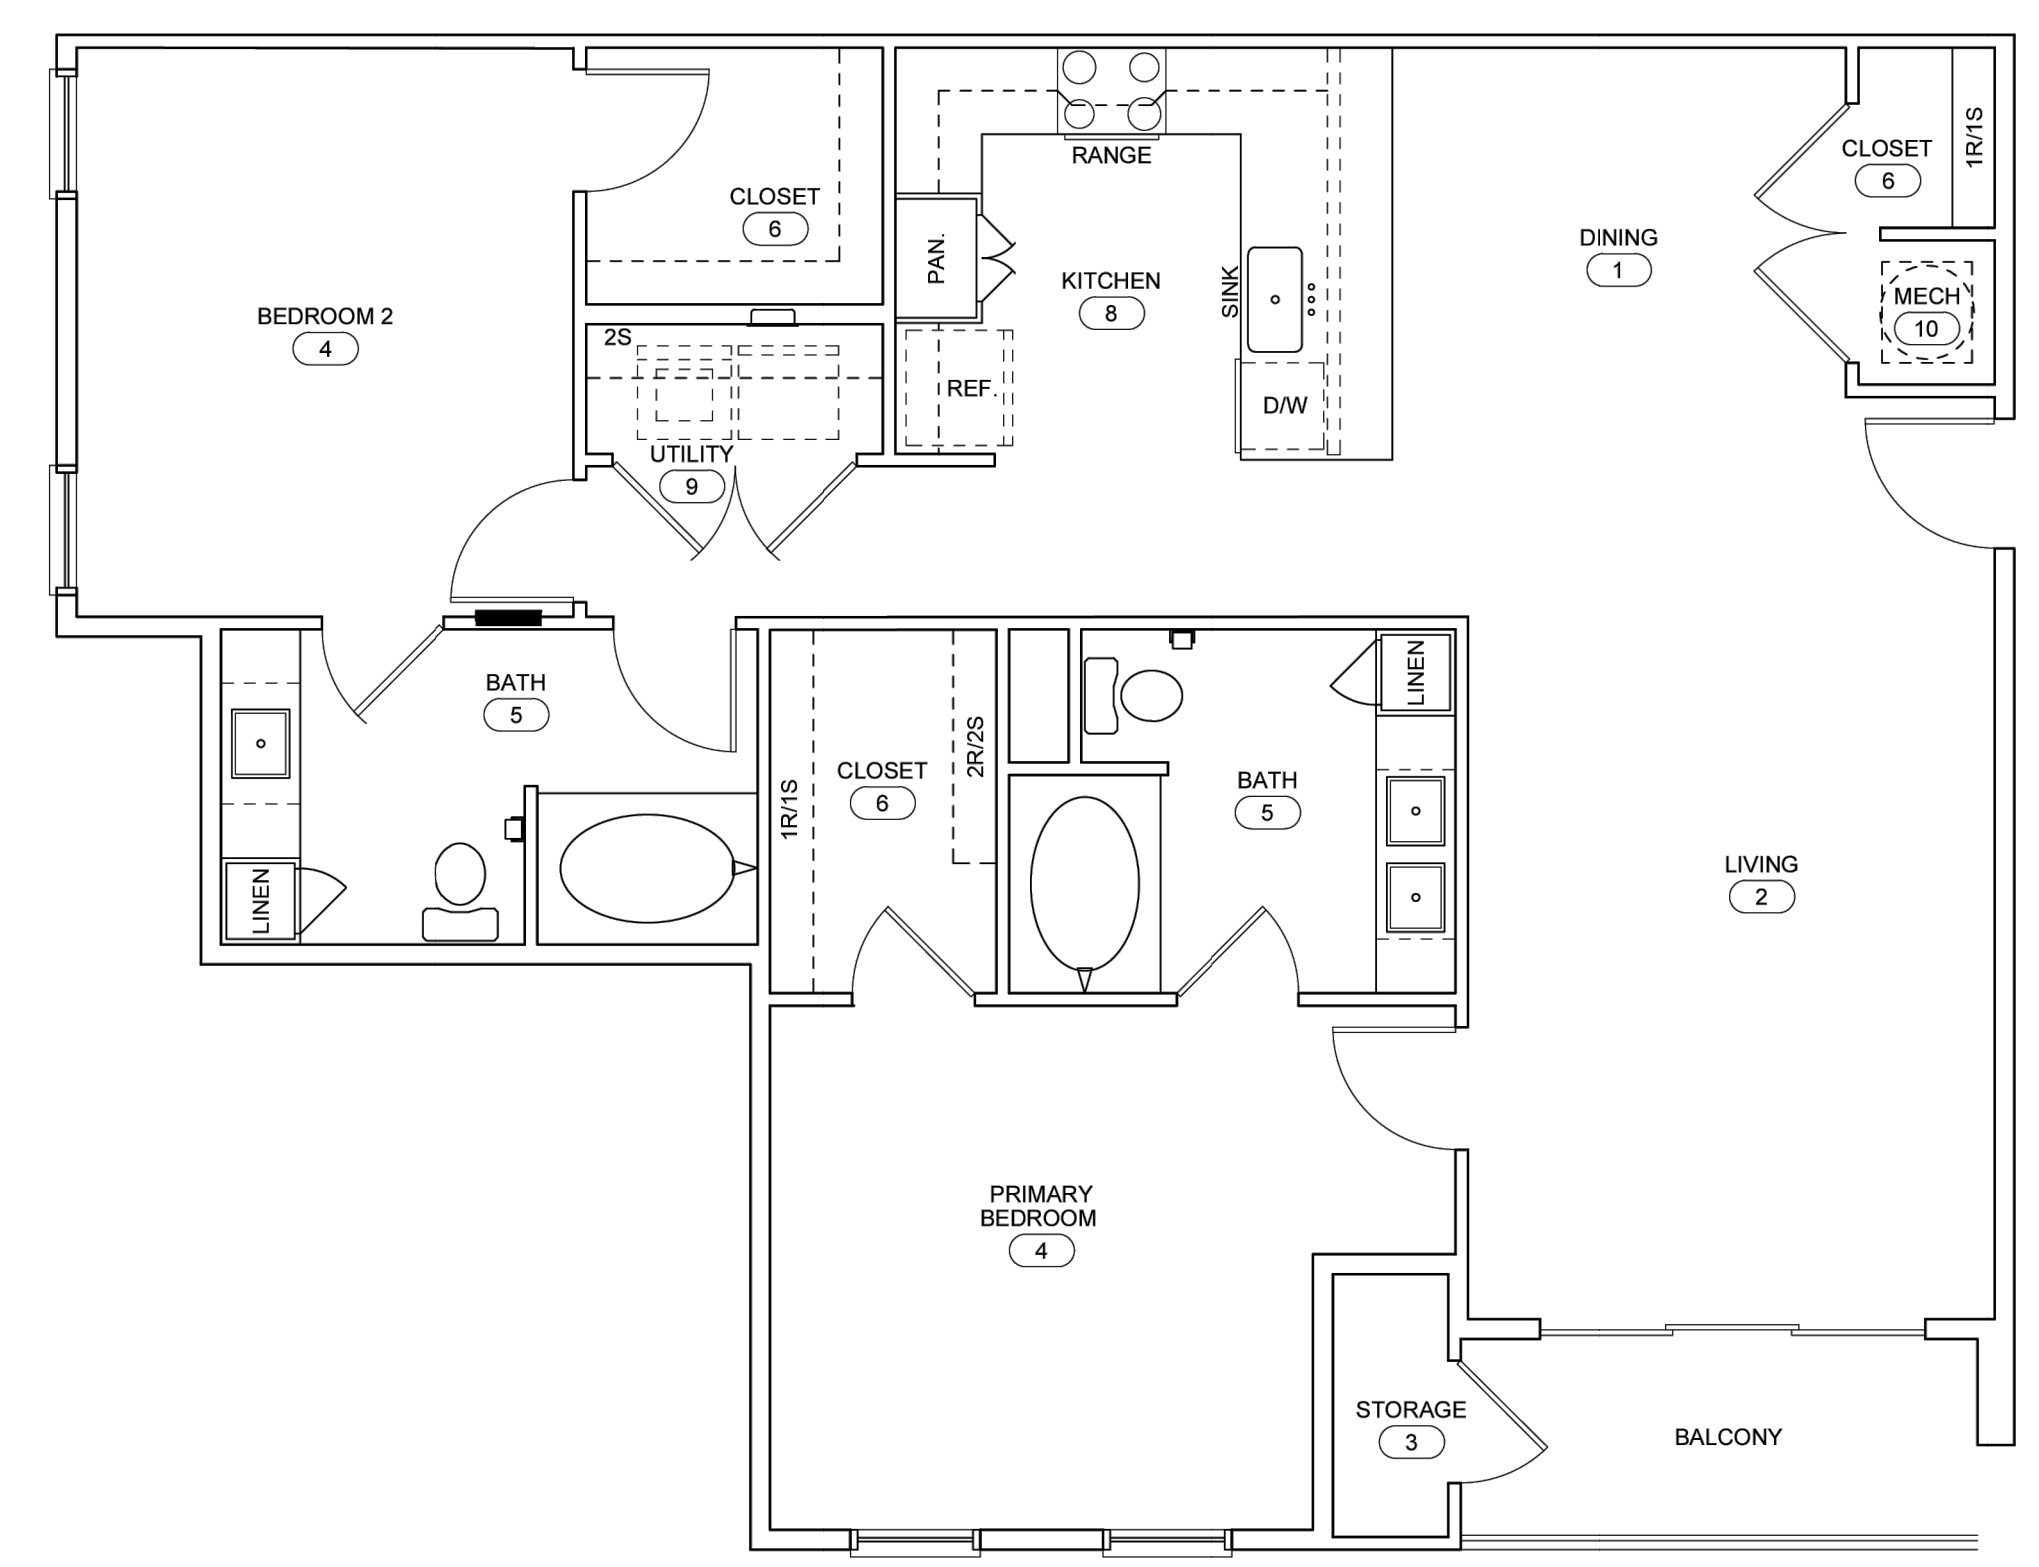 RANGE
CLOSET
6
1R/1S
CLOSET
6
PAN.
KITCHEN
8
SINK
DINING
1
MECH
10
BEDROOM 2
4
2S
REF.
D/W
UTILITY
9
BATH
5
LINEN
1R/1S
CLOSET
6
2R/2S
LINEN
BATH
5
LIVING
2
PRIMARY
BEDROOM
4
STORAGE
3
BALCONY